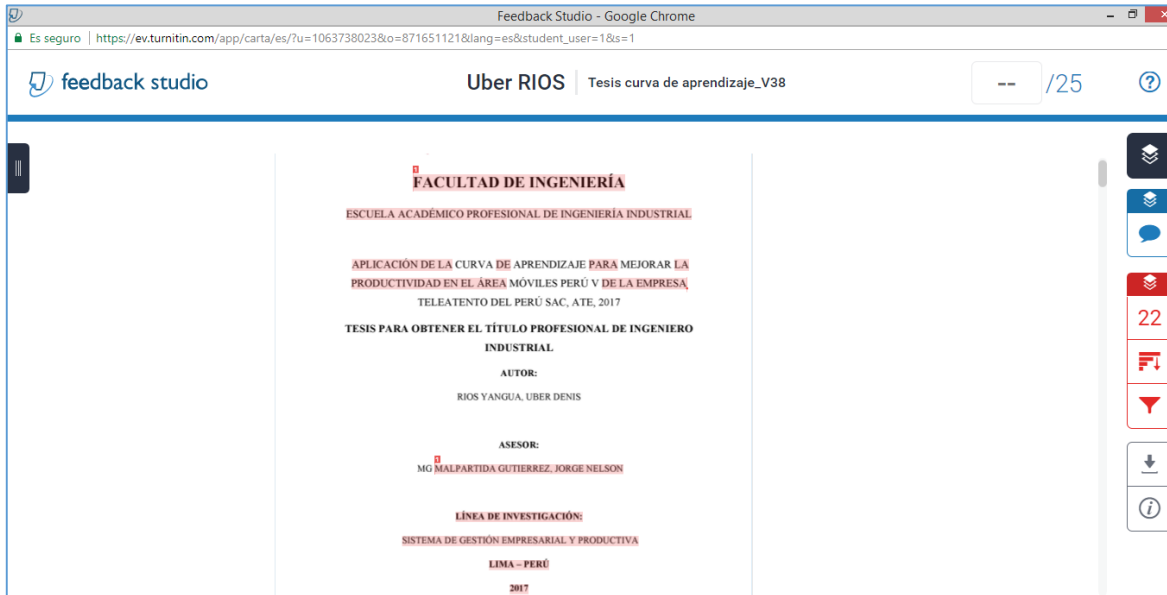 Feedback Studio - Google Chrome
Es seguro | https://ev.turnitin.com/app/carta/es/?u=1063738023&o=871651121&lang=es&student_user=1&s=1
feedback studio
Uber RIOS
Tesis curva de aprendizaje_V38
-- /25
?
1
FACULTAD DE INGENIERÍA
ESCUELA ACADÉMICO PROFESIONAL DE INGENIERÍA INDUSTRIAL
APLICACIÓN DE LA CURVA DE APRENDIZAJE PARA MEJORAR LA
PRODUCTIVIDAD EN EL ÁREA MÓVILES PERÚ V DE LA EMPRESA
TELEATENTO DEL PERÚ SAC, ATE, 2017
TESIS PARA OBTENER EL TÍTULO PROFESIONAL DE INGENIERO
INDUSTRIAL
AUTOR:
RIOS YANGUA, UBER DENIS
ASESOR:
1
MG MALPARTIDA GUTIERREZ, JORGE NELSON
LÍNEA DE INVESTIGACIÓN:
SISTEMA DE GESTIÓN EMPRESARIAL Y PRODUCTIVA
LIMA – PERÚ
2017
22
i